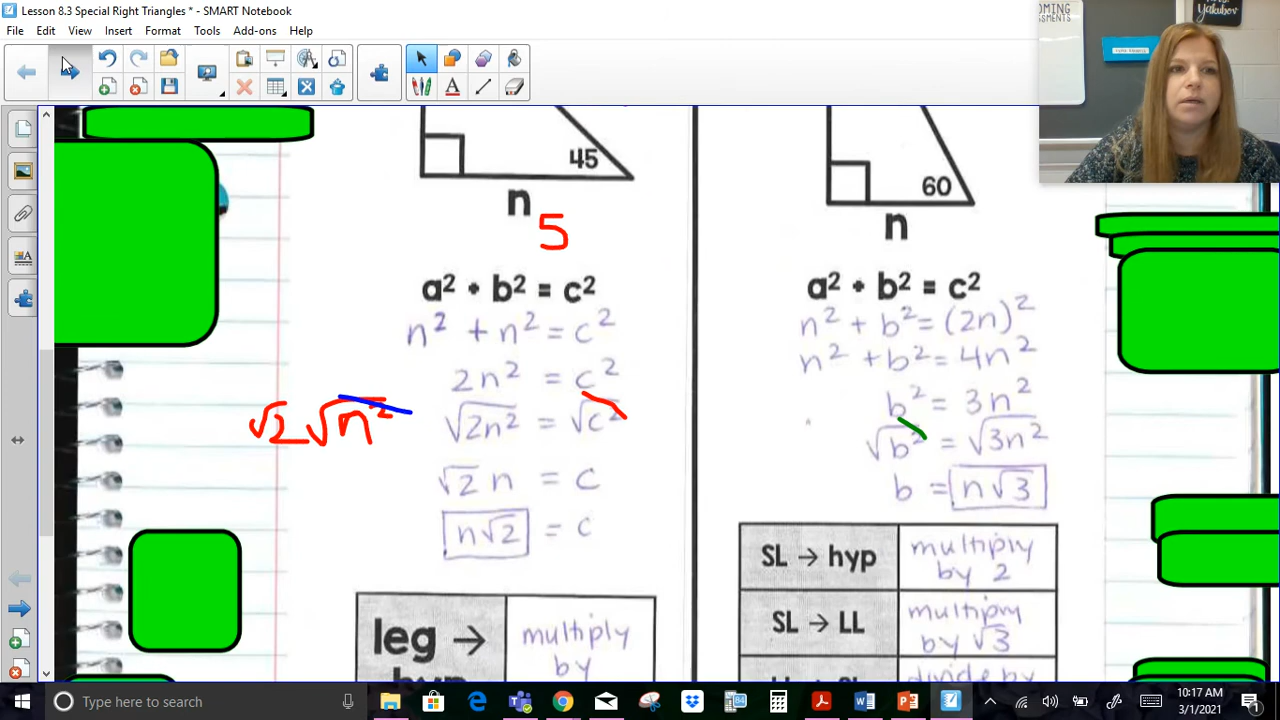 Lesson 8.3 Special Right Triangles * - SMART Notebook
File Edit View Insert Format Tools Add-ons Help
45
n
5
a² + b² = c²
n² + n² = c²
2n² = c²
√2 √n²
√2n² = √c²
√2 n = c
n√2 = c
leg →
multiply
by
60
n
a² + b² = c²
n² + b² = (2n)²
n² + b² = 4n²
b² = 3n²
√b² = √3n²
b = n√3
SL → hyp
multiply
by 2
SL → LL
multiply
by √3
divide by
Yakubov
Type here to search
10:17 AM
3/1/2021